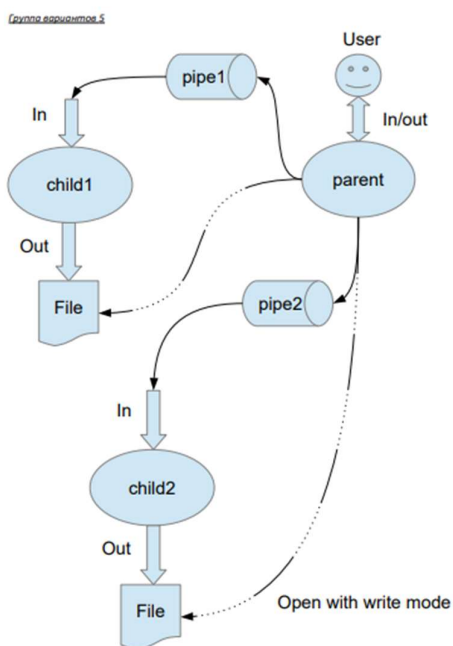 Группа вариантов 5
User
pipe1
In
In/out
child1
parent
Out
File
pipe2
In
child2
Out
File
Open with write mode